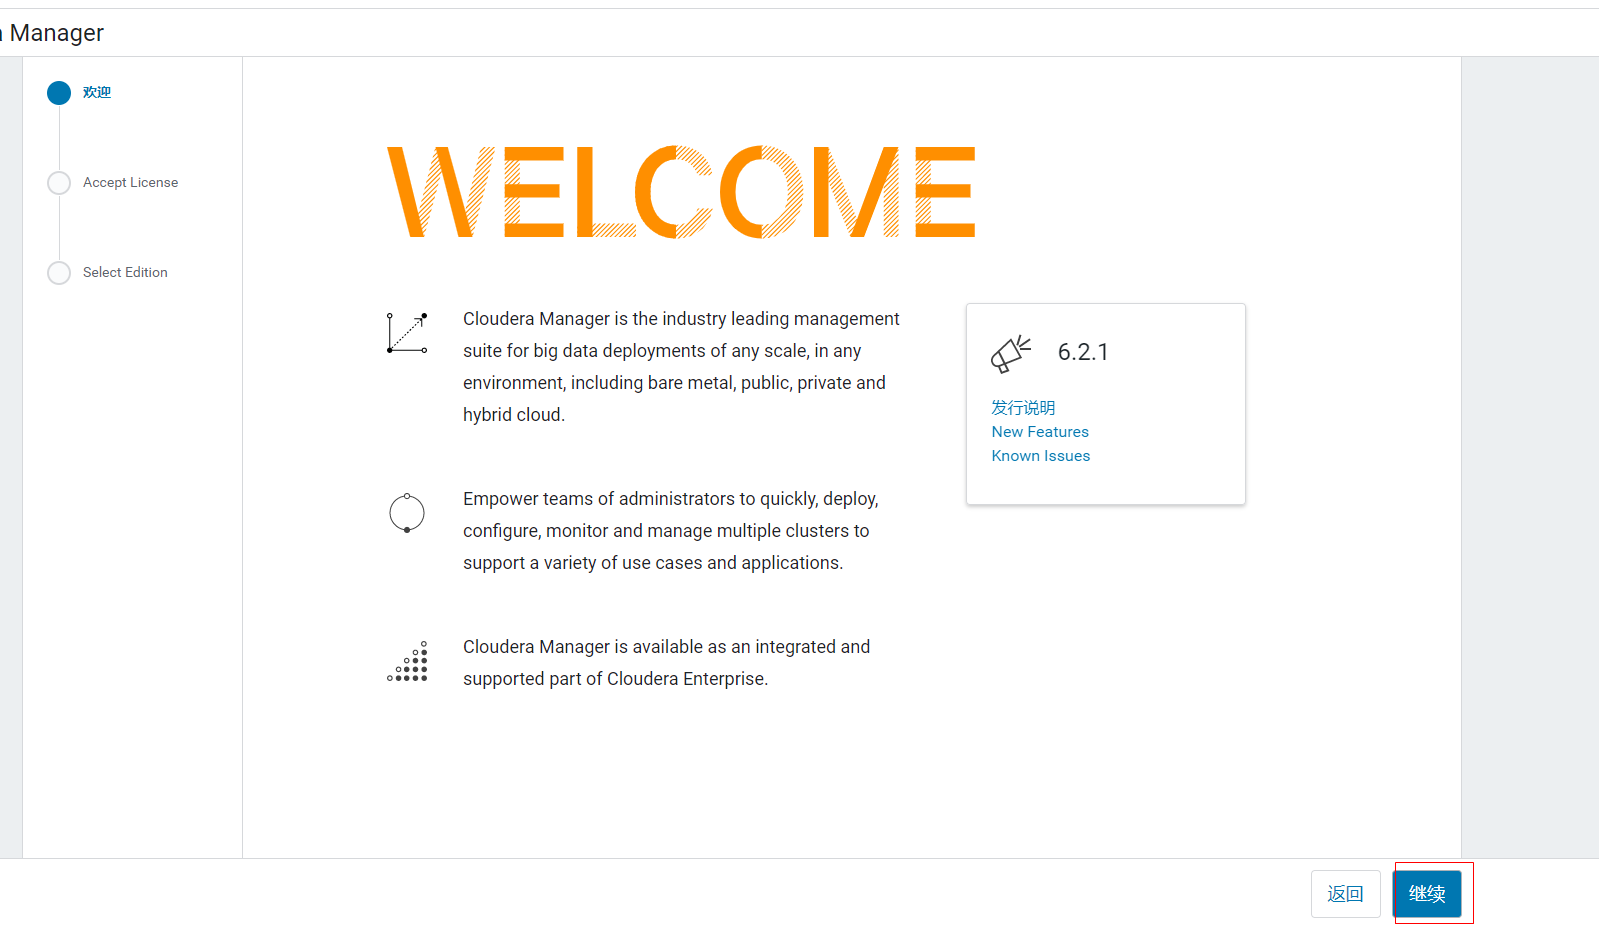 Manager
欢迎
Accept License
Select Edition
WELCOME
Cloudera Manager is the industry leading management
suite for big data deployments of any scale, in any
environment, including bare metal, public, private and
hybrid cloud.
Empower teams of administrators to quickly, deploy,
configure, monitor and manage multiple clusters to
support a variety of use cases and applications.
Cloudera Manager is available as an integrated and
supported part of Cloudera Enterprise.
6.2.1
发行说明
New Features
Known Issues
返回
继续